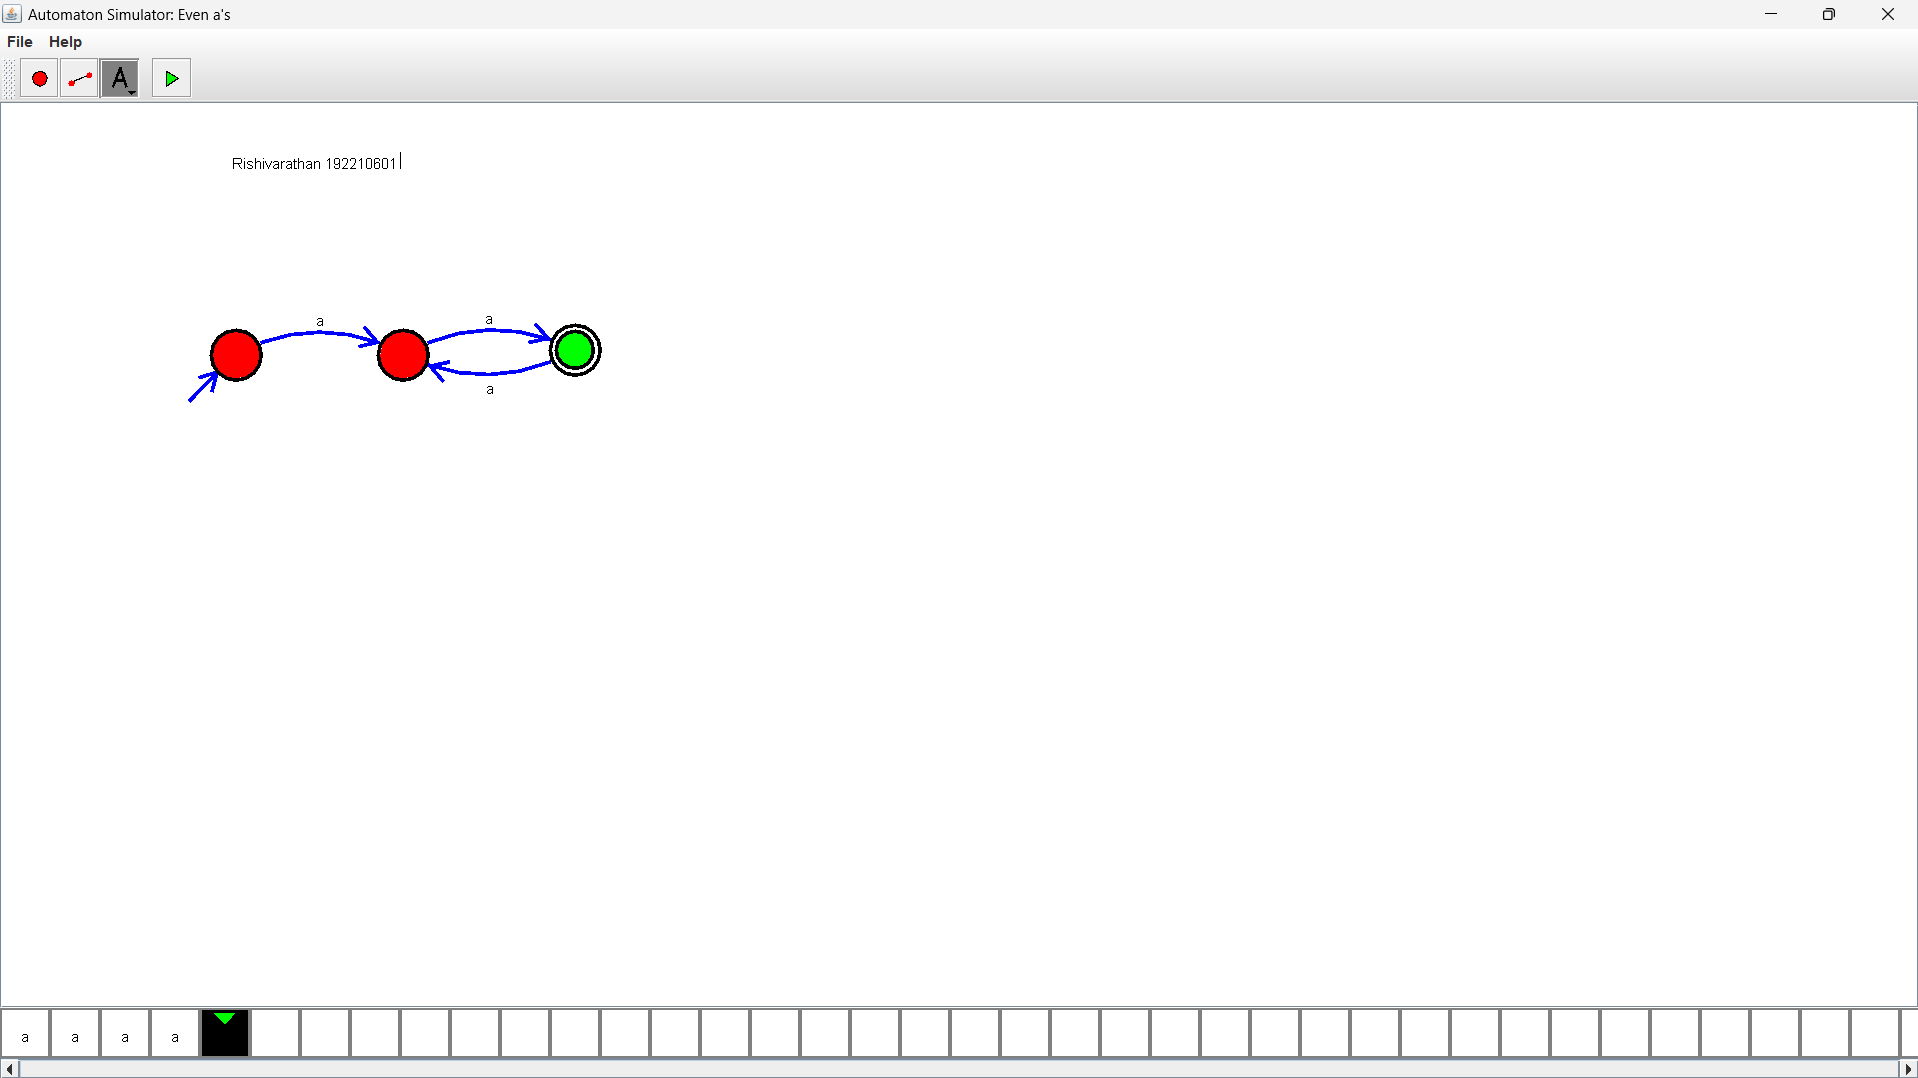 Automaton Simulator: Even a's
File Help
A
Rishivarathan 192210601
a
a
a
a a a a